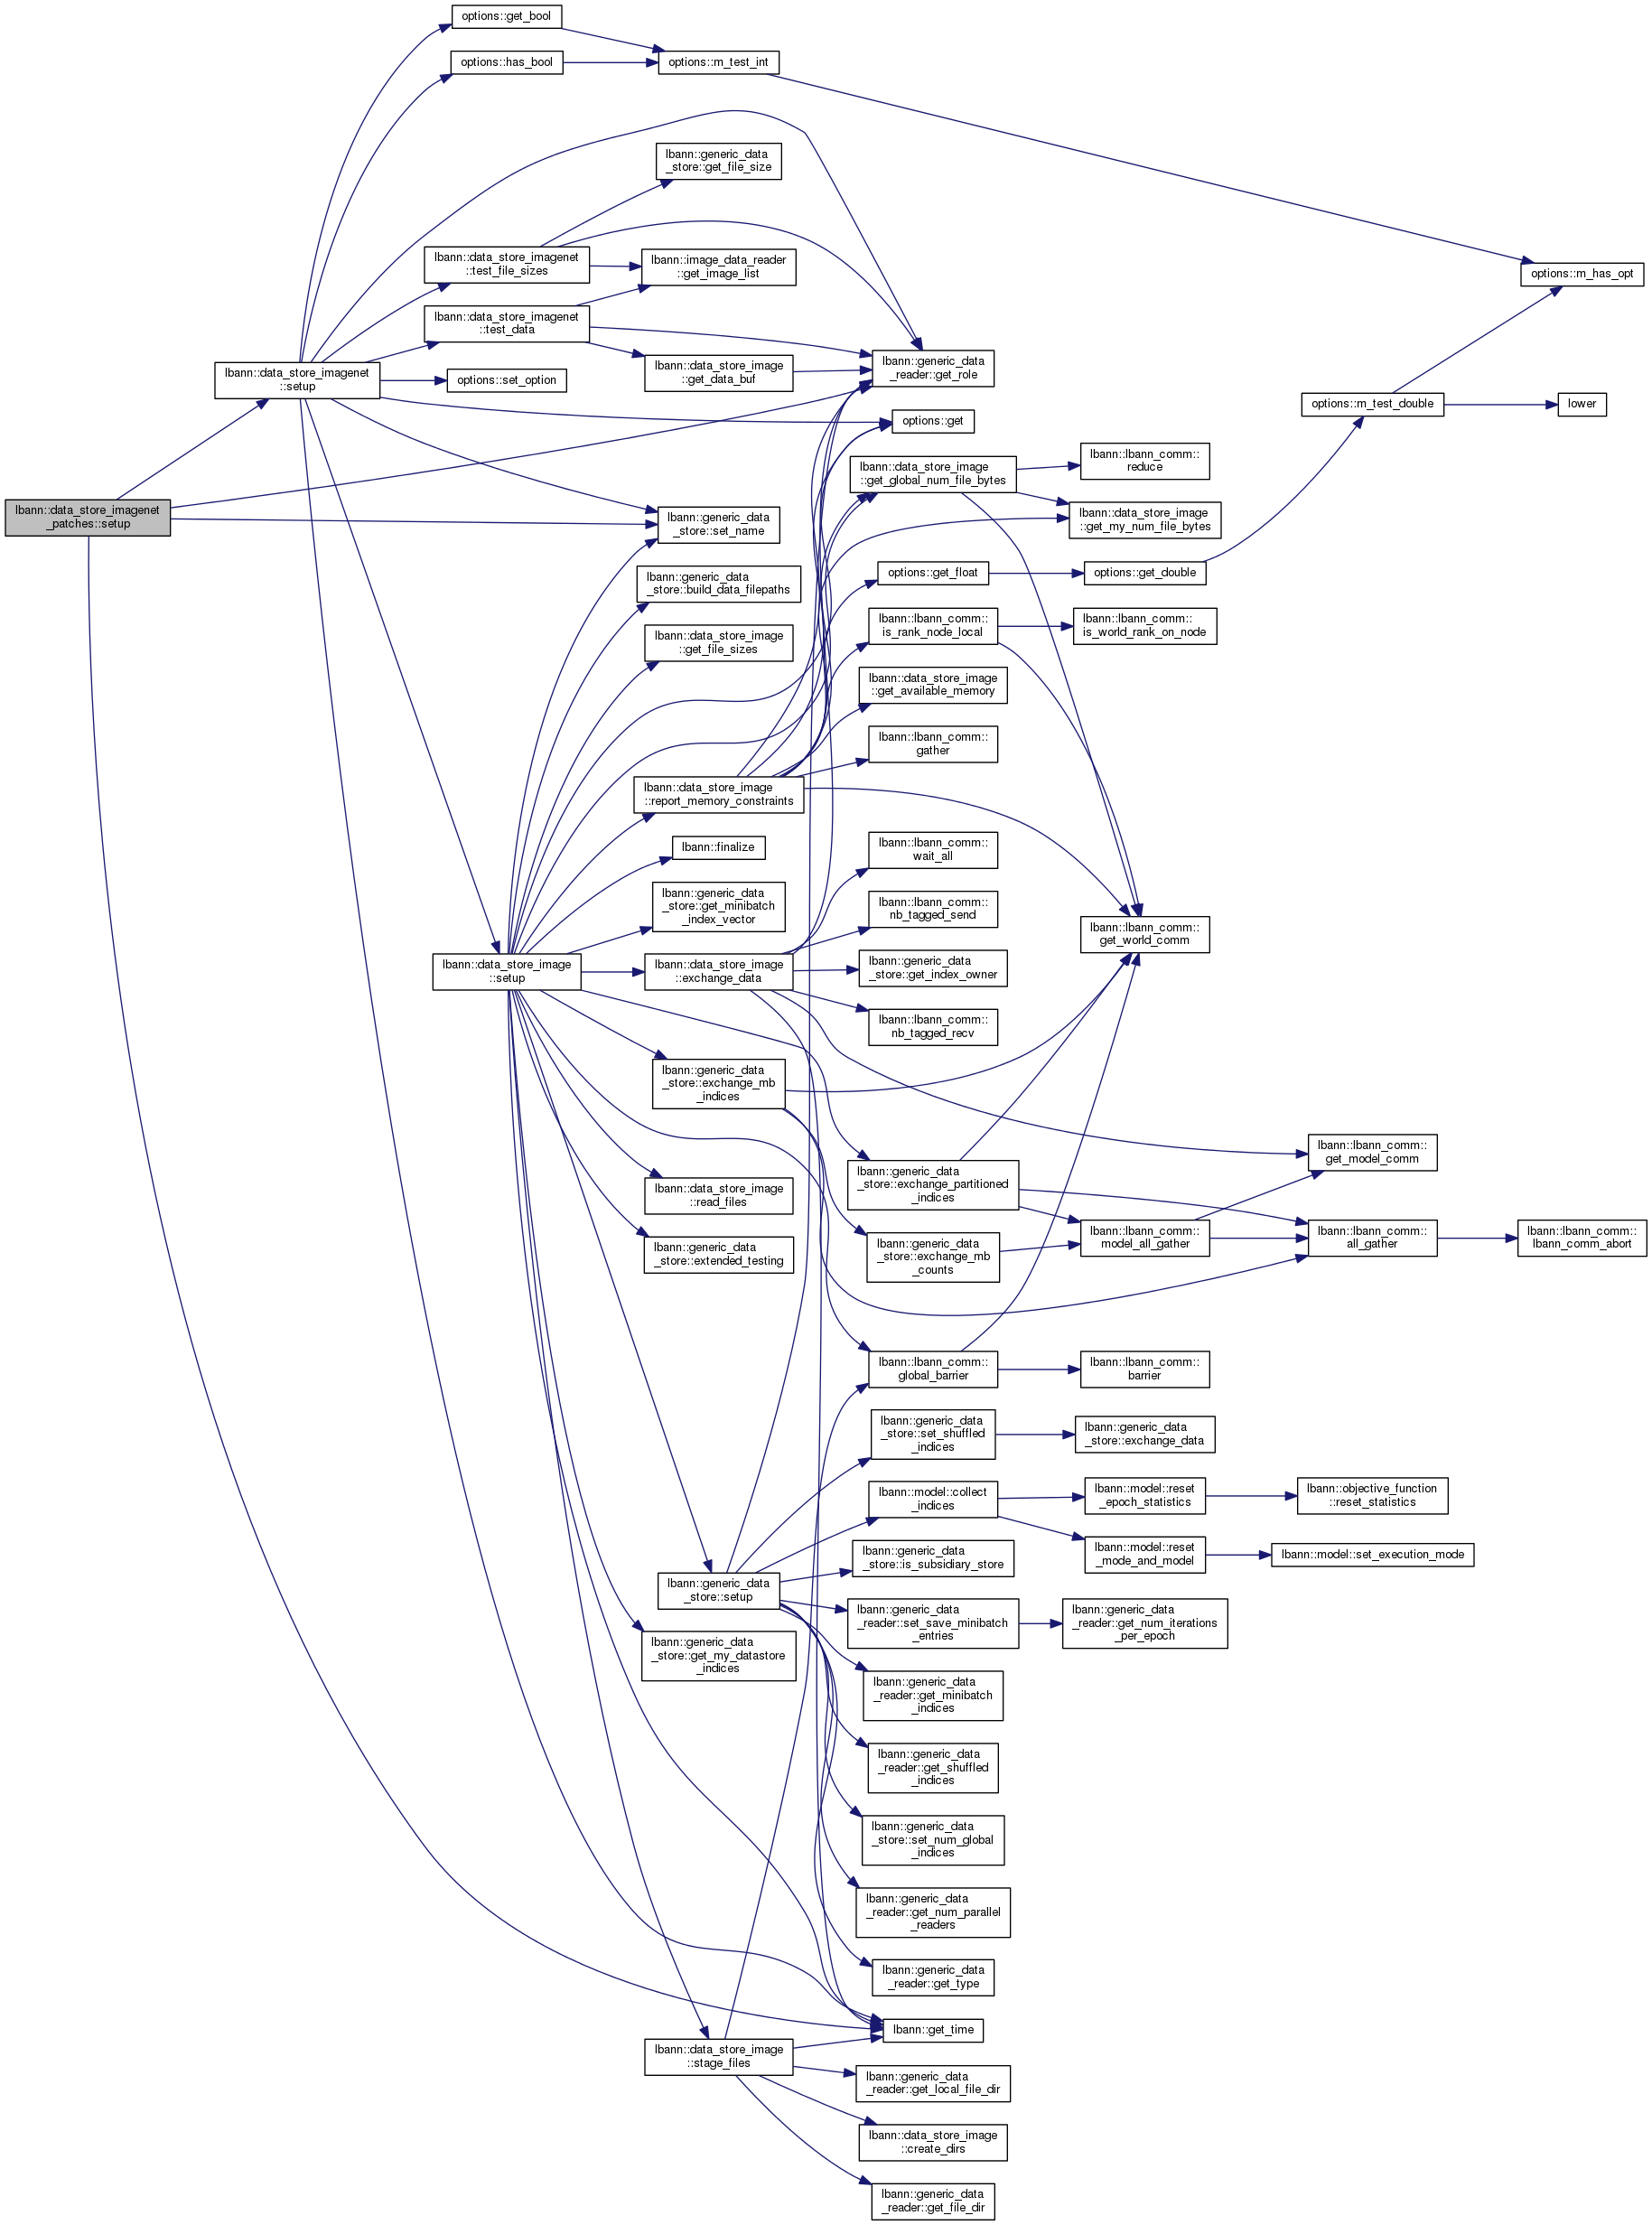 options::get_bool
options::has_bool
options::m_test_int
lbann::generic_data
_store::get_file_size
lbann::data_store_imagenet
::test_file_sizes
lbann::image_data_reader
::get_image_list
options::m_has_opt
lbann::data_store_imagenet
::test_data
lbann::data_store_imagenet
::setup
options::set_option
lbann::data_store_image
::get_data_buf
lbann::generic_data
_reader::get_role
options::get
options::m_test_double
lower
lbann::data_store_image
::get_global_num_file_bytes
lbann::lbann_comm::
reduce
lbann::data_store_imagenet
_patches::setup
lbann::generic_data
_store::set_name
lbann::data_store_image
::get_my_num_file_bytes
lbann::generic_data
_store::build_data_filepaths
options::get_float
options::get_double
lbann::data_store_image
::get_file_sizes
lbann::lbann_comm::
is_rank_node_local
lbann::lbann_comm::
is_world_rank_on_node
lbann::data_store_image
::get_available_memory
lbann::lbann_comm::
gather
lbann::data_store_image
::report_memory_constraints
lbann::finalize
lbann::lbann_comm::
wait_all
lbann::generic_data
_store::get_minibatch
_index_vector
lbann::lbann_comm::
nb_tagged_send
lbann::lbann_comm::
get_world_comm
lbann::data_store_image
::setup
lbann::data_store_image
::exchange_data
lbann::generic_data
_store::get_index_owner
lbann::lbann_comm::
nb_tagged_recv
lbann::generic_data
_store::exchange_mb
_indices
lbann::lbann_comm::
get_model_comm
lbann::data_store_image
::read_files
lbann::generic_data
_store::exchange_partitioned
_indices
lbann::generic_data
_store::extended_testing
lbann::generic_data
_store::exchange_mb
_counts
lbann::lbann_comm::
model_all_gather
lbann::lbann_comm::
all_gather
lbann::lbann_comm::
lbann_comm_abort
lbann::lbann_comm::
global_barrier
lbann::lbann_comm::
barrier
lbann::generic_data
_store::set_shuffled
_indices
lbann::generic_data
_store::exchange_data
lbann::model::collect
_indices
lbann::model::reset
_epoch_statistics
lbann::objective_function
::reset_statistics
lbann::model::reset
_mode_and_model
lbann::model::set_execution_mode
lbann::generic_data
_store::is_subsidiary_store
lbann::generic_data
_store::setup
lbann::generic_data
_reader::set_save_minibatch
_entries
lbann::generic_data
_reader::get_num_iterations
_per_epoch
lbann::generic_data
_store::get_my_datastore
_indices
lbann::generic_data
_reader::get_minibatch
_indices
lbann::generic_data
_reader::get_shuffled
_indices
lbann::generic_data
_store::set_num_global
_indices
lbann::generic_data
_reader::get_num_parallel
_readers
lbann::generic_data
_reader::get_type
lbann::get_time
lbann::data_store_image
::stage_files
lbann::generic_data
_reader::get_local_file_dir
lbann::data_store_image
::create_dirs
lbann::generic_data
_reader::get_file_dir